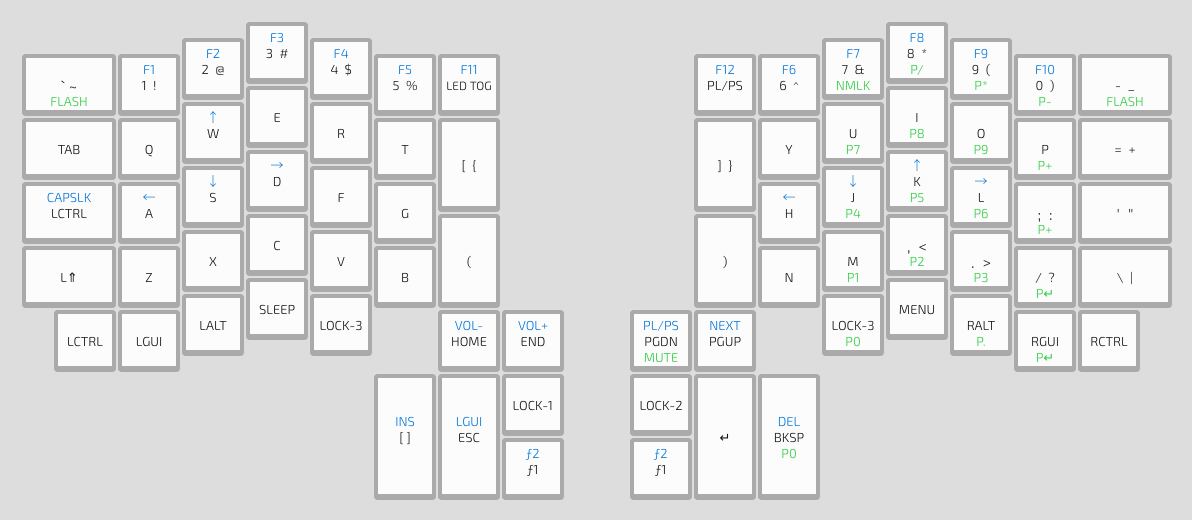 ` ~
FLASH
F1
1 !
F2
2 @
F3
3 #
F4
4 $
F5
5 %
F11
LED TOG
TAB
Q
↑
W
E
R
T
[ {
CAPSLK
LCTRL
←
A
↓
S
→
D
F
G
L⇑
Z
X
C
V
B
(
LCTRL
LGUI
LALT
SLEEP
LOCK-3
VOL-
HOME
VOL+
END
INS
[ ]
LGUI
ESC
LOCK-1
ƒ2
ƒ1
F12
PL/PS
F6
6 ^
F7
7 &
NMLK
F8
8 *
P/
F9
9 (
P*
F10
0 )
P-
- _
FLASH
] }
Y
U
P7
I
P8
O
P9
P
P+
= +
←
H
↓
J
P4
↑
K
P5
→
L
P6
; :
P+
' "
)
N
M
P1
, <
P2
. >
P3
/ ?
P↵
\ |
PL/PS
PGDN
MUTE
NEXT
PGUP
LOCK-3
P0
MENU
RALT
P.
RGUI
P↵
RCTRL
LOCK-2
ƒ2
ƒ1
↵
DEL
BKSP
P0